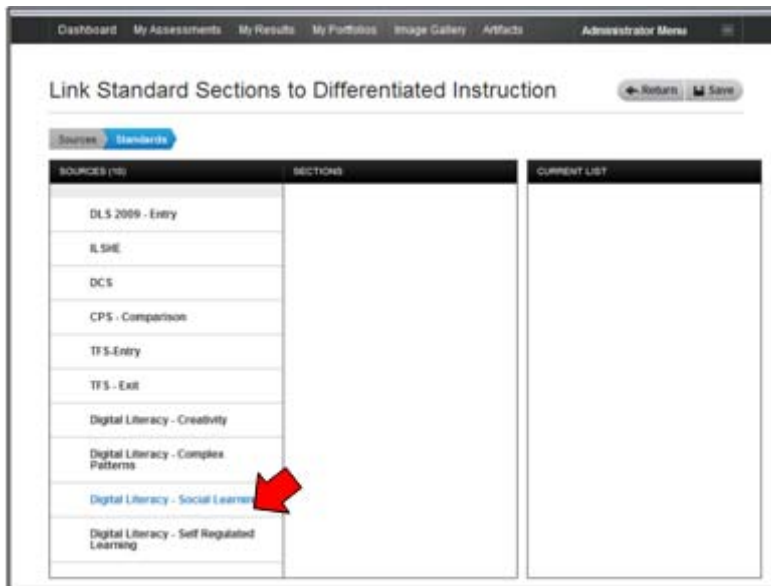 Dashboard My Assessments My Results My Portfolios Image Gallery Artifacts Administrator Menu
Link Standard Sections to Differentiated Instruction
Return Save
Sources Standards
SOURCES (10) SECTIONS CURRENT LIST
DLS 2009 - Entry
ILSHE
DCS
CPS - Comparison
TFS-Entry
TFS - Exit
Digital Literacy - Creativity
Digital Literacy - Complex
Patterns
Digital Literacy - Social
Digital Literacy - Self Regulated
Learning